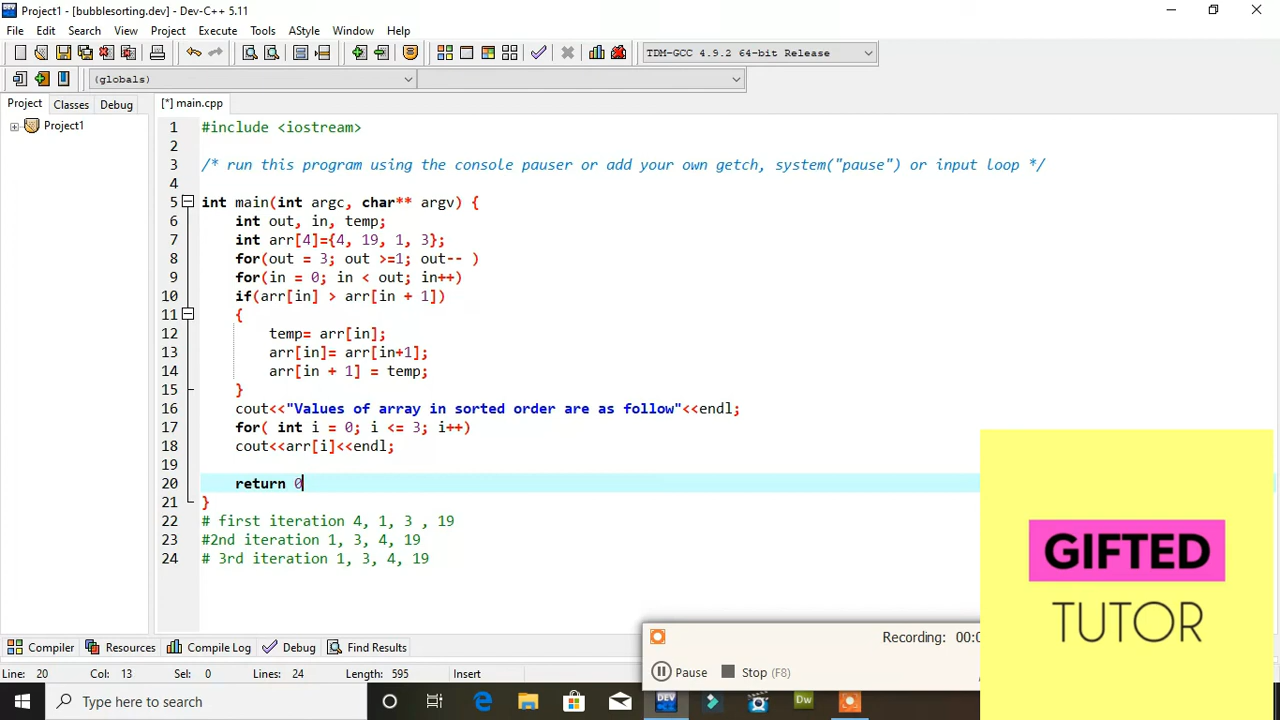 Project1 - [bubblesorting.dev] - Dev-C++ 5.11
File Edit Search View Project Execute Tools AStyle Window Help
TDM-GCC 4.9.2 64-bit Release
(globals)
Project Classes Debug [*] main.cpp
Project1
1 #include <iostream>
2
3 /* run this program using the console pauser or add your own getch, system("pause") or input loop */
4
5 int main(int argc, char** argv) {
6 int out, in, temp;
7 int arr[4]={4, 19, 1, 3};
8 for(out = 3; out >=1; out-- )
9 for(in = 0; in < out; in++)
10 if(arr[in] > arr[in + 1])
11 {
12 temp= arr[in];
13 arr[in]= arr[in+1];
14 arr[in + 1] = temp;
15 }
16 cout<<"Values of array in sorted order are as follow"<<endl;
17 for( int i = 0; i <= 3; i++)
18 cout<<arr[i]<<endl;
19
20 return 0
21 }
22 # first iteration 4, 1, 3 , 19
23 #2nd iteration 1, 3, 4, 19
24 # 3rd iteration 1, 3, 4, 19
GIFTED
TUTOR
Recording: 00:0
Pause Stop (F8)
Compiler Resources Compile Log Debug Find Results
Line: 20 Col: 13 Sel: 0 Lines: 24 Length: 595 Insert
Type here to search
DEV
Dw